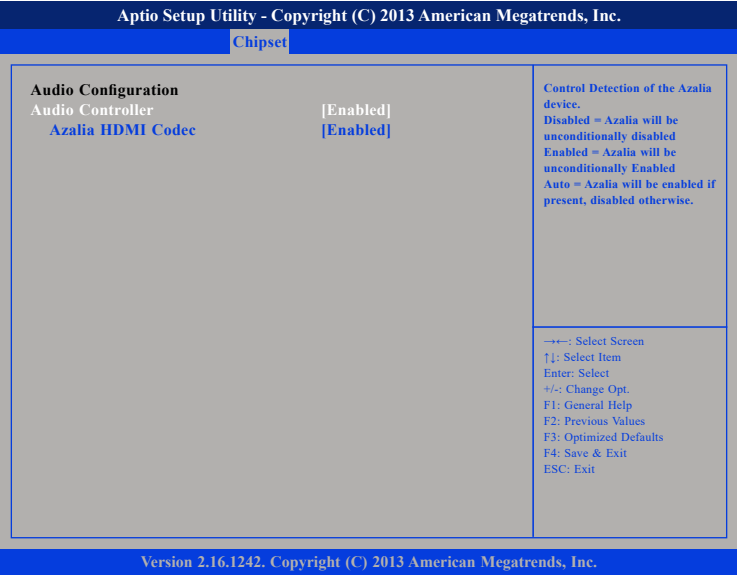 Aptio Setup Utility - Copyright (C) 2013 American Megatrends, Inc.
Chipset
Audio Configuration
Audio Controller [Enabled]
Azalia HDMI Codec [Enabled]
Control Detection of the Azalia
device.
Disabled = Azalia will be
unconditionally disabled
Enabled = Azalia will be
unconditionally Enabled
Auto = Azalia will be enabled if
present, disabled otherwise.
→←: Select Screen
↑↓: Select Item
Enter: Select
+/-: Change Opt.
F1: General Help
F2: Previous Values
F3: Optimized Defaults
F4: Save & Exit
ESC: Exit
Version 2.16.1242. Copyright (C) 2013 American Megatrends, Inc.